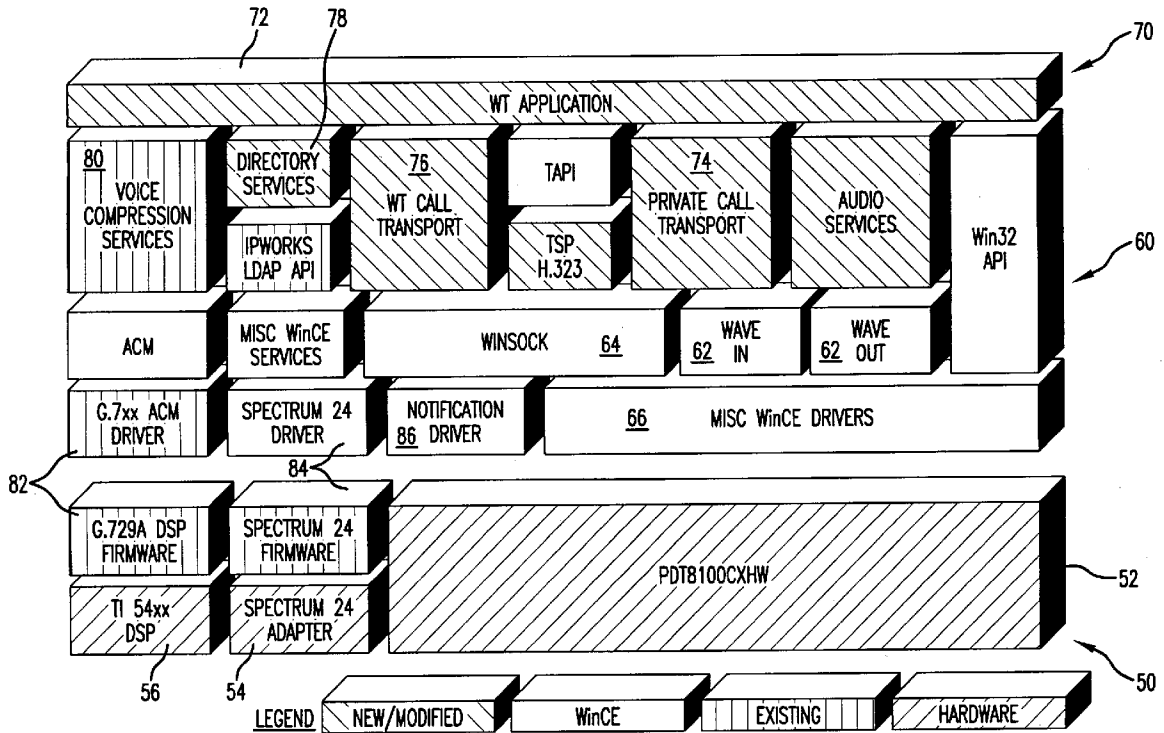 72
78
70
WT APPLICATION
80
VOICE
COMPRESSION
SERVICES
DIRECTORY
SERVICES
IPWORKS
LDAP API
76
WT CALL
TRANSPORT
TAPI
TSP
H.323
74
PRIVATE CALL
TRANSPORT
AUDIO
SERVICES
Win32
API
60
ACM
MISC WinCE
SERVICES
WINSOCK 64
62 WAVE
IN
62 WAVE
OUT
G.7xx ACM
DRIVER
SPECTRUM 24
DRIVER
NOTIFICATION
86 DRIVER
66 MISC WinCE DRIVERS
82
84
G.729A DSP
FIRMWARE
SPECTRUM 24
FIRMWARE
PDT8100CXHW
52
TI 54xx
DSP
SPECTRUM 24
ADAPTER
56
54
50
LEGEND
NEW/MODIFIED
WinCE
EXISTING
HARDWARE